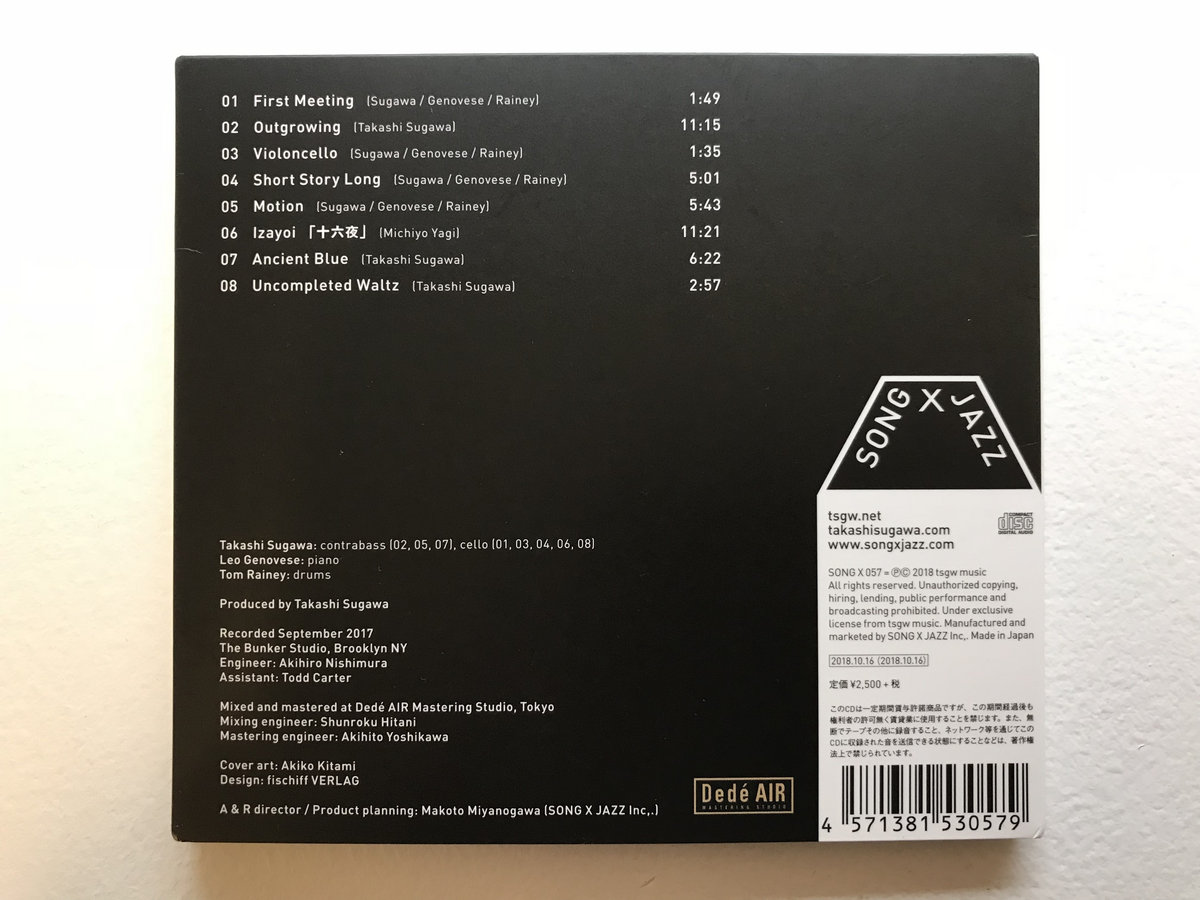 01 First Meeting (Sugawa / Genovese / Rainey) 1:49
02 Outgrowing (Takashi Sugawa) 11:15
03 Violoncello (Sugawa / Genovese / Rainey) 1:35
04 Short Story Long (Sugawa / Genovese / Rainey) 5:01
05 Motion (Sugawa / Genovese / Rainey) 5:43
06 Izayoi 「十六夜」 (Michiyo Yagi) 11:21
07 Ancient Blue (Takashi Sugawa) 6:22
08 Uncompleted Waltz (Takashi Sugawa) 2:57
Takashi Sugawa: contrabass (02, 05, 07), cello (01, 03, 04, 06, 08)
Leo Genovese: piano
Tom Rainey: drums
Produced by Takashi Sugawa
Recorded September 2017
The Bunker Studio, Brooklyn NY
Engineer: Akihiro Nishimura
Assistant: Todd Carter
Mixed and mastered at Dedé AIR Mastering Studio, Tokyo
Mixing engineer: Shunroku Hitani
Mastering engineer: Akihito Yoshikawa
Cover art: Akiko Kitami
Design: fischiff VERLAG
A & R director / Product planning: Makoto Miyanogawa (SONG X JAZZ Inc,.)
Dedé AIR
MASTERING STUDIO
SONG X JAZZ
tsgw.net
takashisugawa.com
www.songxjazz.com
COMPACT
disc
DIGITAL AUDIO
SONG X 057 = ℗© 2018 tsgw music
All rights reserved. Unauthorized copying,
hiring, lending, public performance and
broadcasting prohibited. Under exclusive
license from tsgw music. Manufactured and
marketed by SONG X JAZZ Inc,. Made in Japan
2018.10.16 (2018.10.16)
定価 ¥2,500 + 税
このCDは一定期間貸与許諾商品ですが、この期間経過後も
権利者の許可無く賃貸業に使用することを禁じます。また、無
断でテープその他に録音すること、ネットワーク等を通じてこの
CDに収録された音を送信できる状態にすることなどは、著作権
法上で禁じられています。
4 571381 530579